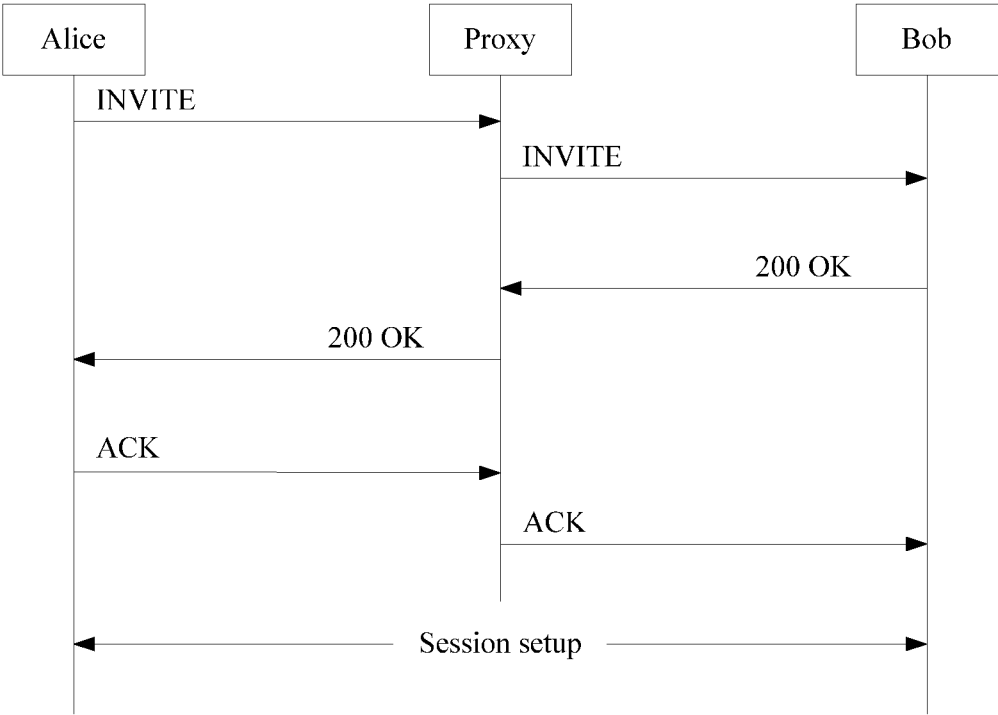 Alice
Proxy
Bob
INVITE
INVITE
200 OK
200 OK
ACK
ACK
Session setup